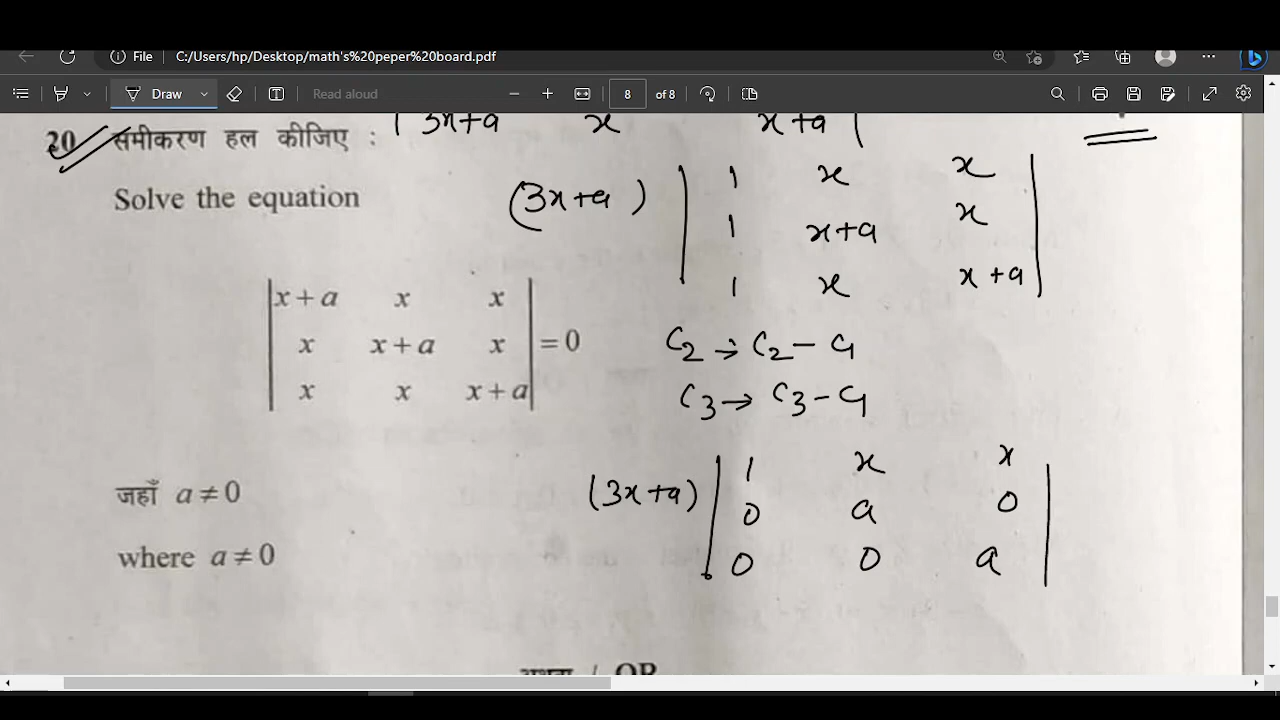 File C:/Users/hp/Desktop/math's%20peper%20board.pdf
Draw Read aloud 8 of 8
3x+a x x+a
20 समीकरण हल कीजिए :
Solve the equation
(3x+a) | 1 x x |
| 1 x+a x |
| 1 x x+a |
| x+a x x |
| x x+a x | = 0
| x x x+a |
C2 → C2 - C1
C3 → C3 - C1
(3x+a) | 1 x x |
| 0 a 0 |
| 0 0 a |
जहाँ a ≠ 0
where a ≠ 0
अथवा / OR